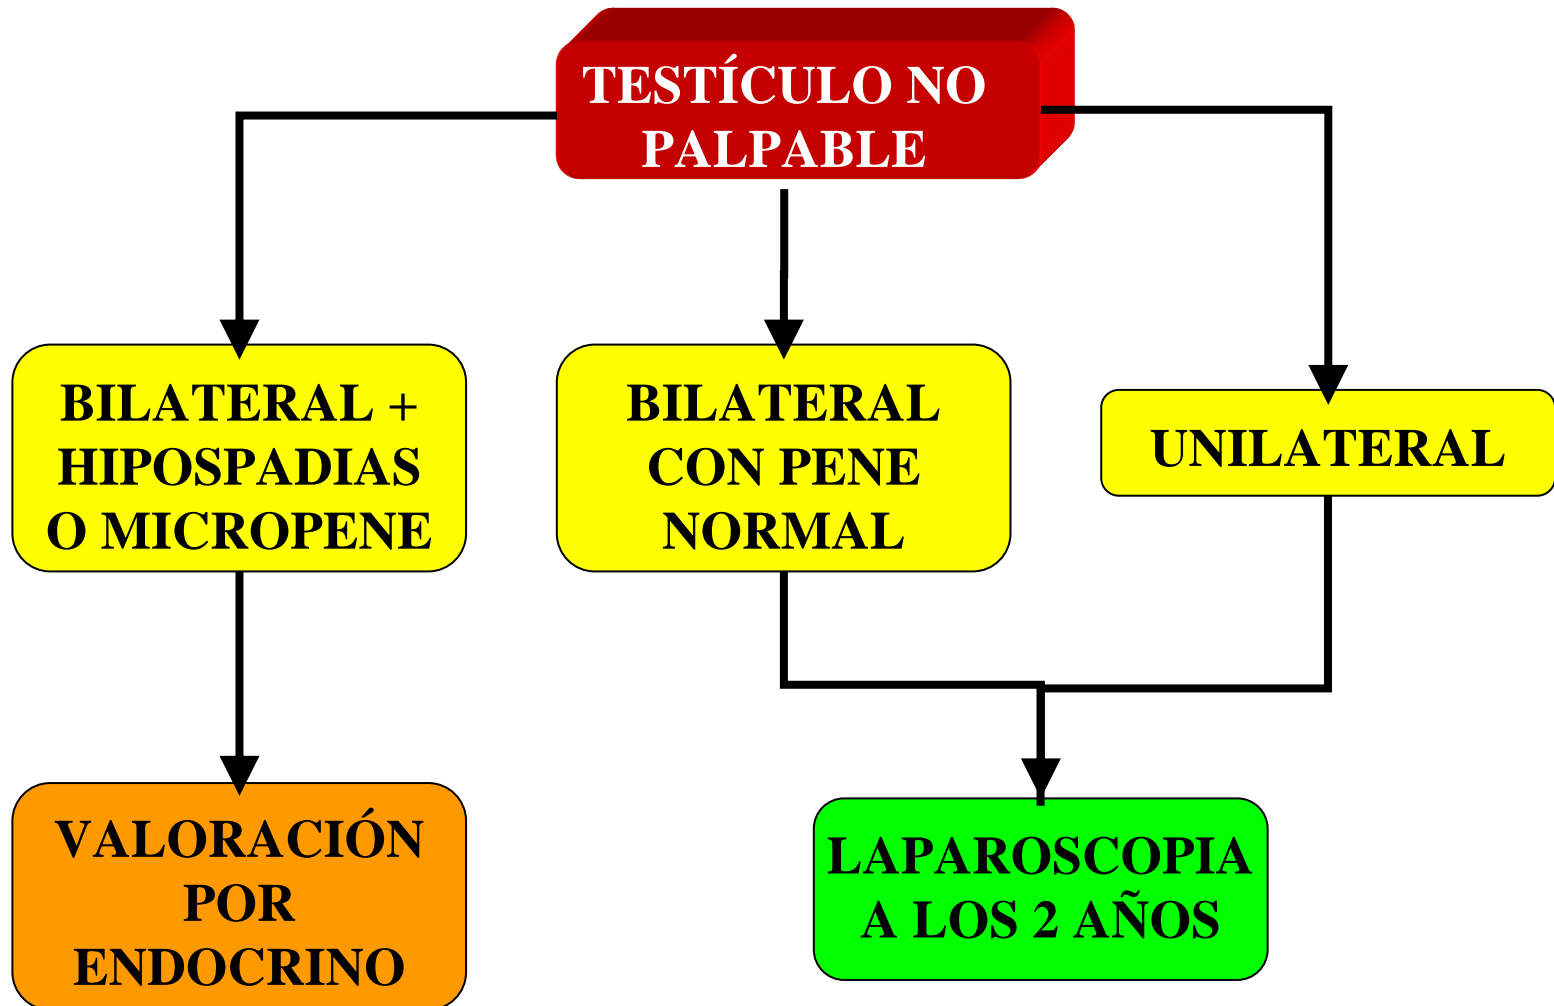 TESTÍCULO NO
PALPABLE
BILATERAL +
HIPOSPADIAS
O MICROPENE
BILATERAL
CON PENE
NORMAL
UNILATERAL
VALORACIÓN
POR
ENDOCRINO
LAPAROSCOPIA
A LOS 2 AÑOS